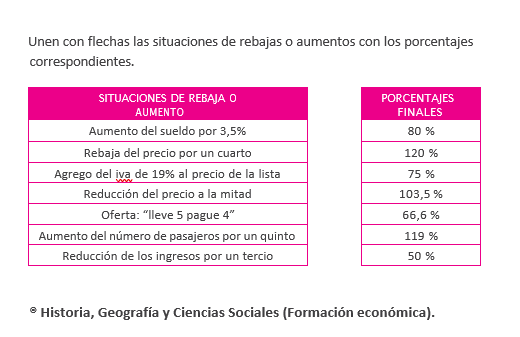 Unen con flechas las situaciones de rebajas o aumentos con los porcentajes
correspondientes.
SITUACIONES DE REBAJA O
AUMENTO
Aumento del sueldo por 3,5%
Rebaja del precio por un cuarto
Agrego del iva de 19% al precio de la lista
Reducción del precio a la mitad
Oferta: “lleve 5 pague 4”
Aumento del número de pasajeros por un quinto
Reducción de los ingresos por un tercio
PORCENTAJES
FINALES
80 %
120 %
75 %
103,5 %
66,6 %
119 %
50 %
® Historia, Geografía y Ciencias Sociales (Formación económica).